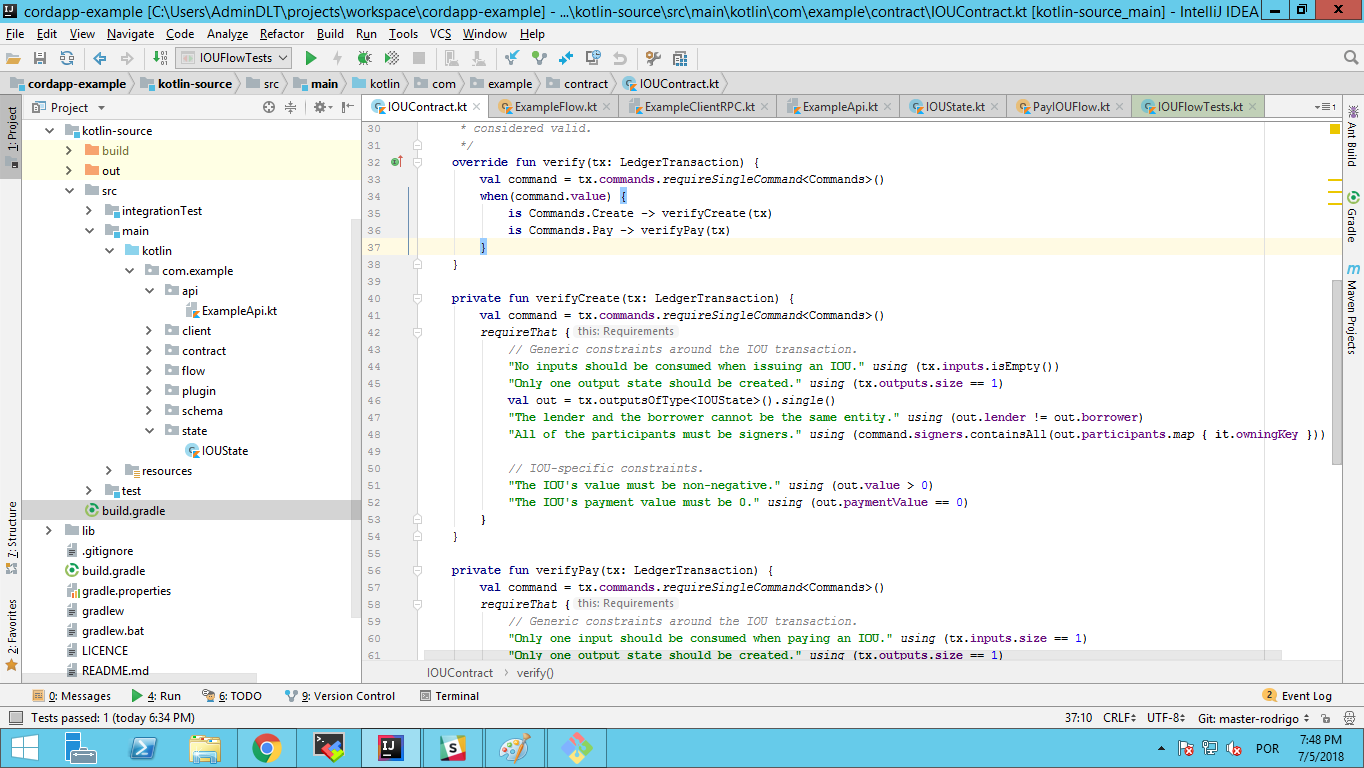 cordapp-example [C:\Users\AdminDLT\projects\workspace\cordapp-example] - ...\kotlin-source\src\main\kotlin\com\example\contract\IOUContract.kt [kotlin-source_main] - IntelliJ IDEA
File Edit View Navigate Code Analyze Refactor Build Run Tools VCS Window Help
IOUFlowTests
cordapp-example kotlin-source src main kotlin com example contract IOUContract.kt
Project
IOUContract.kt ExampleFlow.kt ExampleClientRPC.kt ExampleApi.kt IOUState.kt PayIOUFlow.kt IOUFlowTests.kt
1: Project
7: Structure
2: Favorites
kotlin-source
build
out
src
integrationTest
main
kotlin
com.example
api
ExampleApi.kt
client
contract
flow
plugin
schema
state
IOUState
resources
test
build.gradle
lib
.gitignore
build.gradle
gradle.properties
gradlew
gradlew.bat
LICENCE
README.md
30 * considered valid.
31 */
32 override fun verify(tx: LedgerTransaction) {
33 val command = tx.commands.requireSingleCommand<Commands>()
34 when(command.value) {
35 is Commands.Create -> verifyCreate(tx)
36 is Commands.Pay -> verifyPay(tx)
37 }
38 }
39
40 private fun verifyCreate(tx: LedgerTransaction) {
41 val command = tx.commands.requireSingleCommand<Commands>()
42 requireThat { this: Requirements
43 // Generic constraints around the IOU transaction.
44 "No inputs should be consumed when issuing an IOU." using (tx.inputs.isEmpty())
45 "Only one output state should be created." using (tx.outputs.size == 1)
46 val out = tx.outputsOfType<IOUState>().single()
47 "The lender and the borrower cannot be the same entity." using (out.lender != out.borrower)
48 "All of the participants must be signers." using (command.signers.containsAll(out.participants.map { it.owningKey }))
49
50 // IOU-specific constraints.
51 "The IOU's value must be non-negative." using (out.value > 0)
52 "The IOU's payment value must be 0." using (out.paymentValue == 0)
53 }
54 }
55
56 private fun verifyPay(tx: LedgerTransaction) {
57 val command = tx.commands.requireSingleCommand<Commands>()
58 requireThat { this: Requirements
59 // Generic constraints around the IOU transaction.
60 "Only one input should be consumed when paying an IOU." using (tx.inputs.size == 1)
61 "Only one output state should be created." using (tx.outputs.size == 1)
IOUContract verify()
Ant Build
Gradle
Maven Projects
0: Messages 4: Run 6: TODO 9: Version Control Terminal 2 Event Log
Tests passed: 1 (today 6:34 PM) 37:10 CRLF UTF-8 Git: master-rodrigo
POR
7:48 PM
7/5/2018